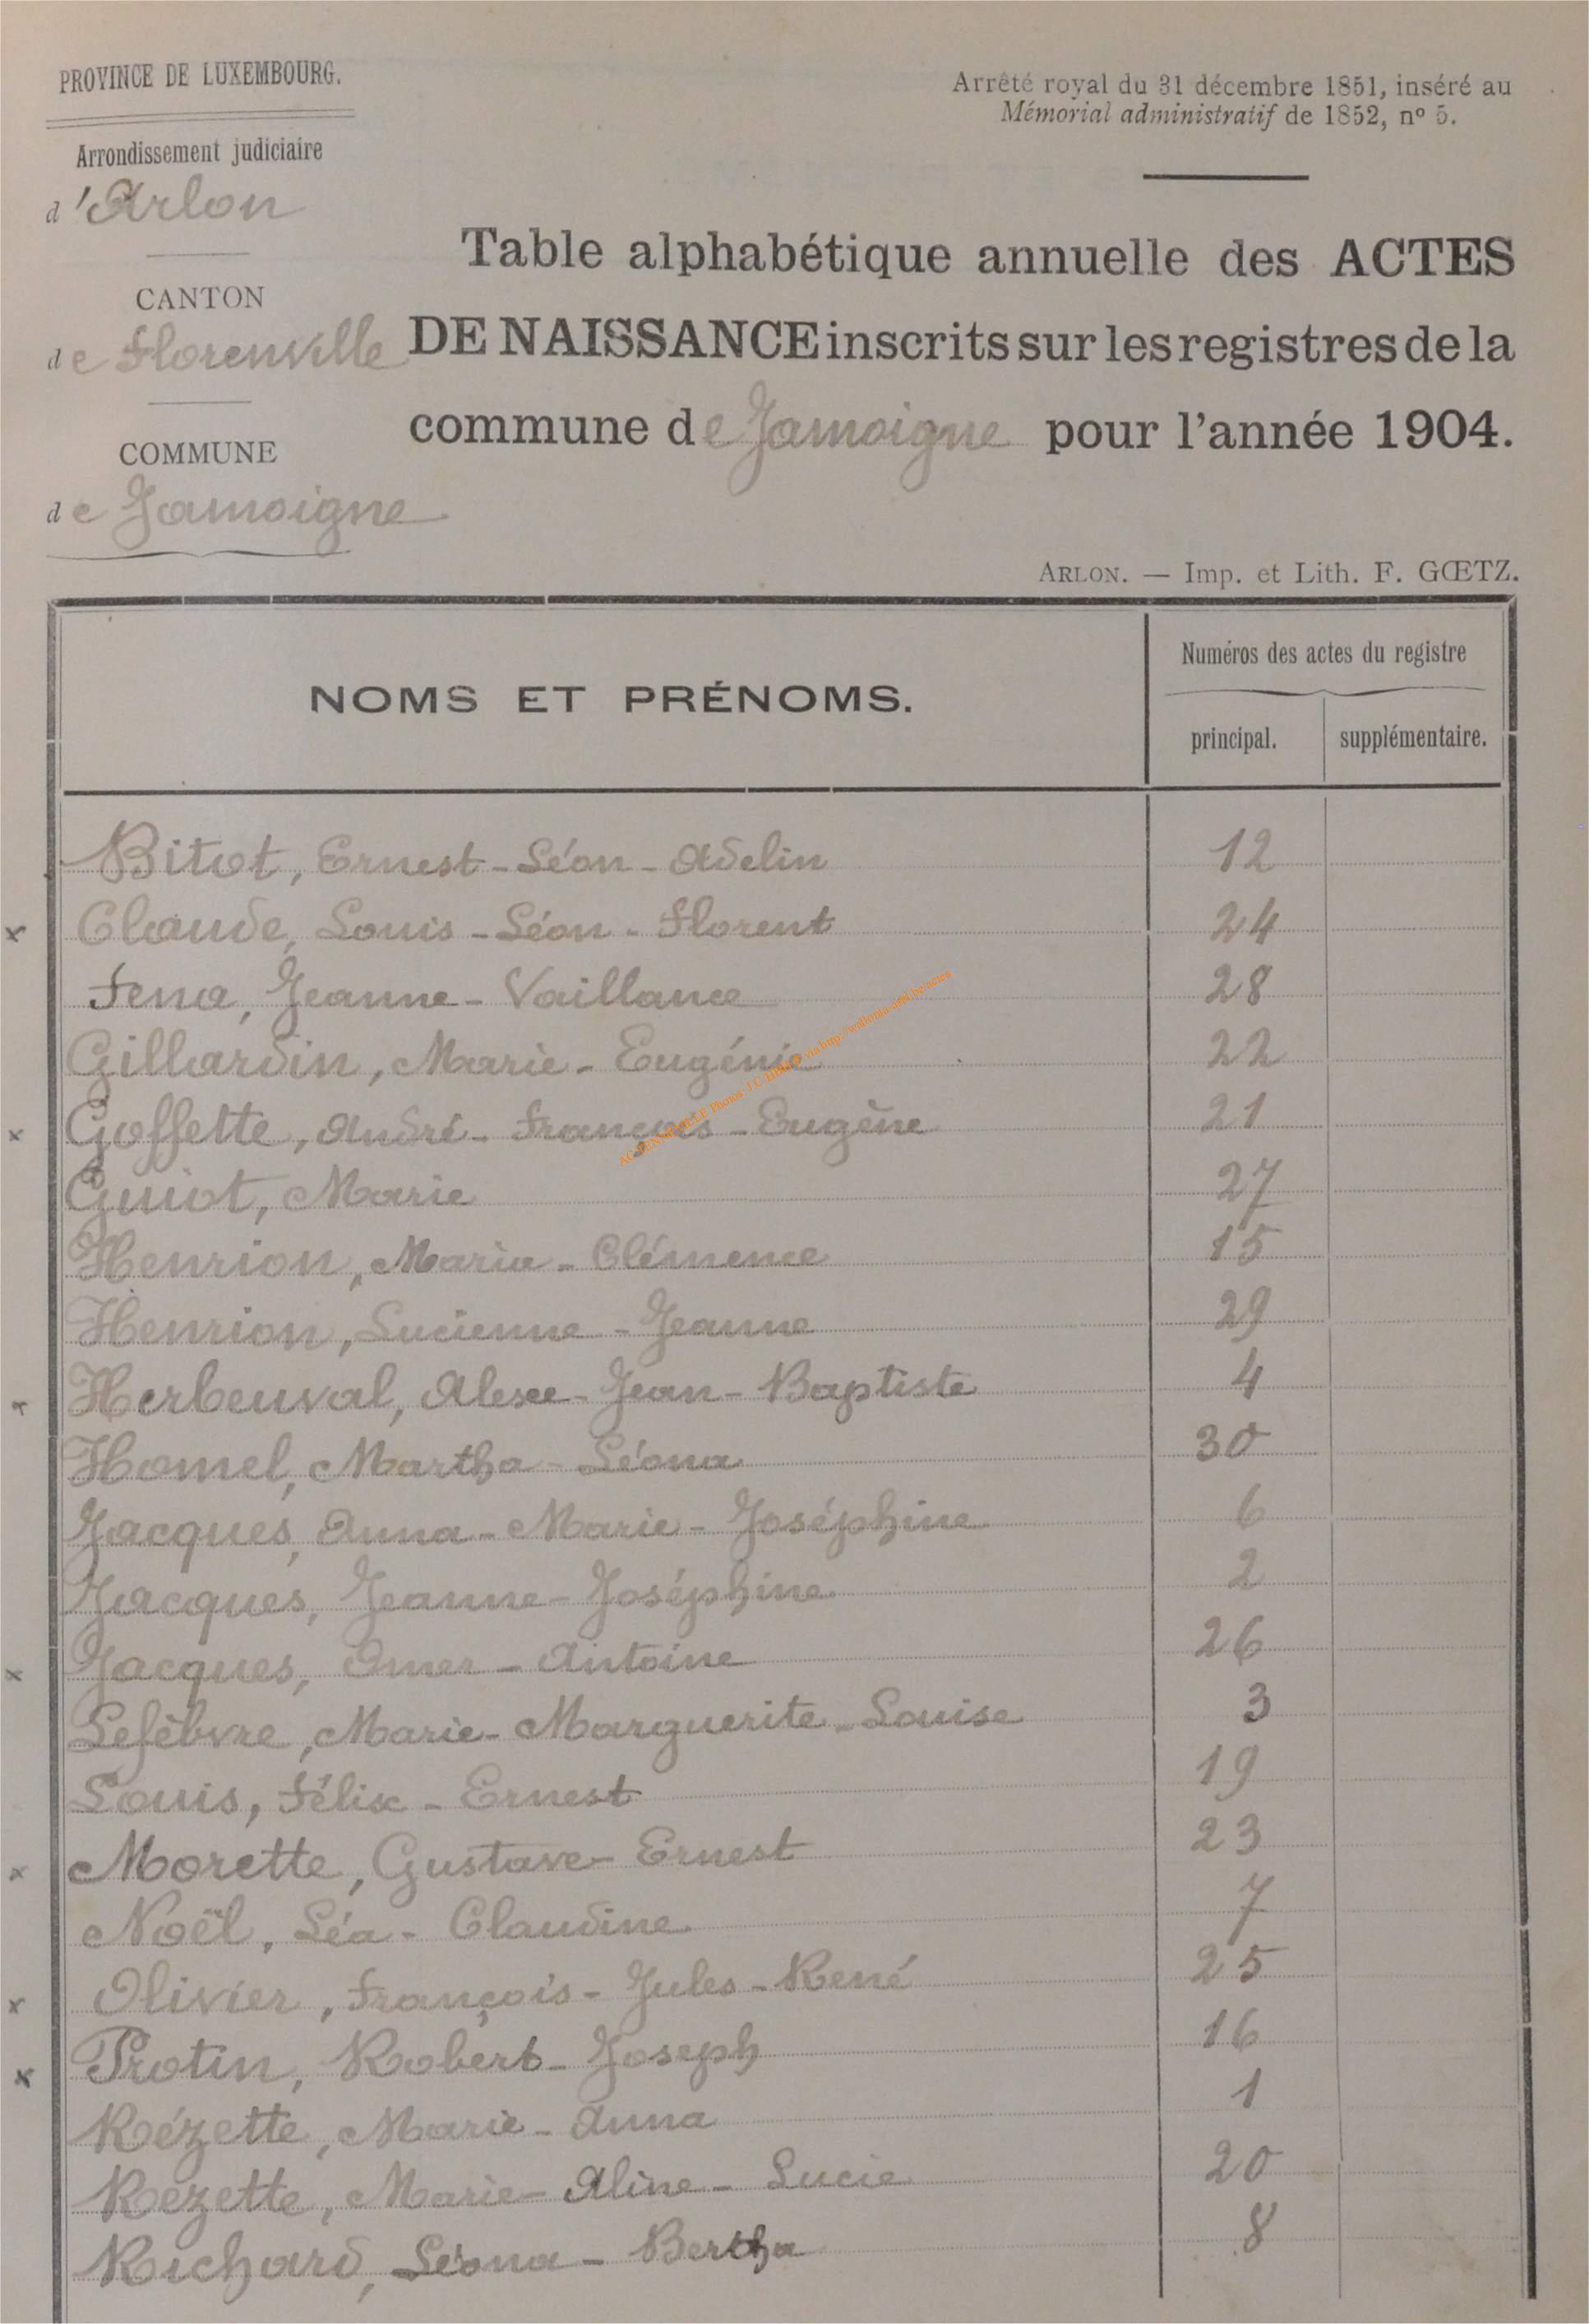 PROVINCE DE LUXEMBOURG.
Arrondissement judiciaire
d'Arlon
CANTON
de Florenville
COMMUNE
de Jamoigne
Arrêté royal du 31 décembre 1851, inséré au
Mémorial administratif de 1852, nº 5.
Table alphabétique annuelle des ACTES
DE NAISSANCE inscrits sur les registres de la
commune de Jamoigne pour l'année 1904.
ARLON. — Imp. et Lith. F. GŒTZ.
NOMS ET PRÉNOMS.
Numéros des actes du registre
principal. supplémentaire.
Bitot, Ernest-Léon-Adelin 12
x Claude, Louis-Léon-Florent 24
Fena, Jeanne-Vaillance 28
Gillardin, Marie-Eugénie 22
x Goffette, André-François-Eugène 21
Guiot, Marie 27
Henrion, Maria-Clémence 15
Henrion, Lucienne-Jeanne 29
Herbeuval, Jean-Baptiste 4
Homel, Martha-Léona 30
Jacques, Anna-Marie-Joséphine 6
Jacques, Jeanne-Joséphine 2
x Jacques, Omer-Antoine 26
Lefèbvre, Marie-Marguerite-Louise 3
Louis, Félix-Ernest 19
x Morette, Gustave-Ernest 23
Noël, Léa-Claudine 7
x Olivier, François-Jules-René 25
x Protin, Robert-Joseph 16
Rézette, Marie-Anna 1
Rézette, Marie-Aline-Lucie 20
Richard, Léona-Bertha 8